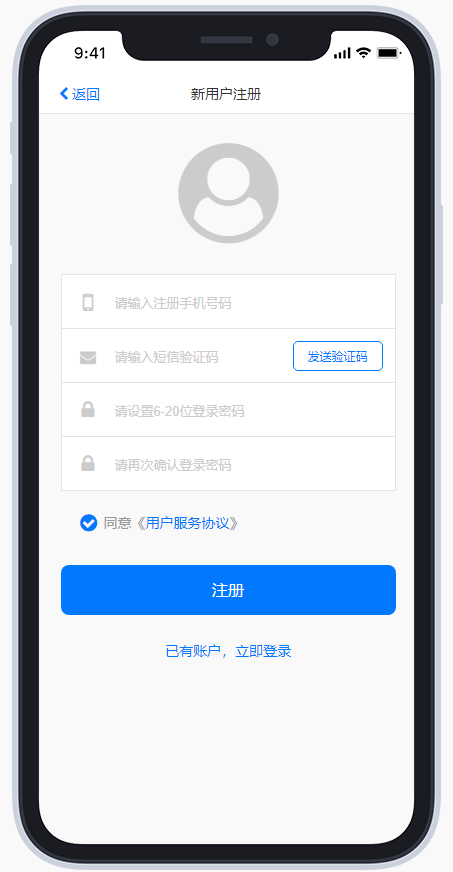 9:41
返回
新用户注册
请输入注册手机号码
请输入短信验证码
发送验证码
请设置6-20位登录密码
请再次确认登录密码
同意《用户服务协议》
注册
已有账户，立即登录